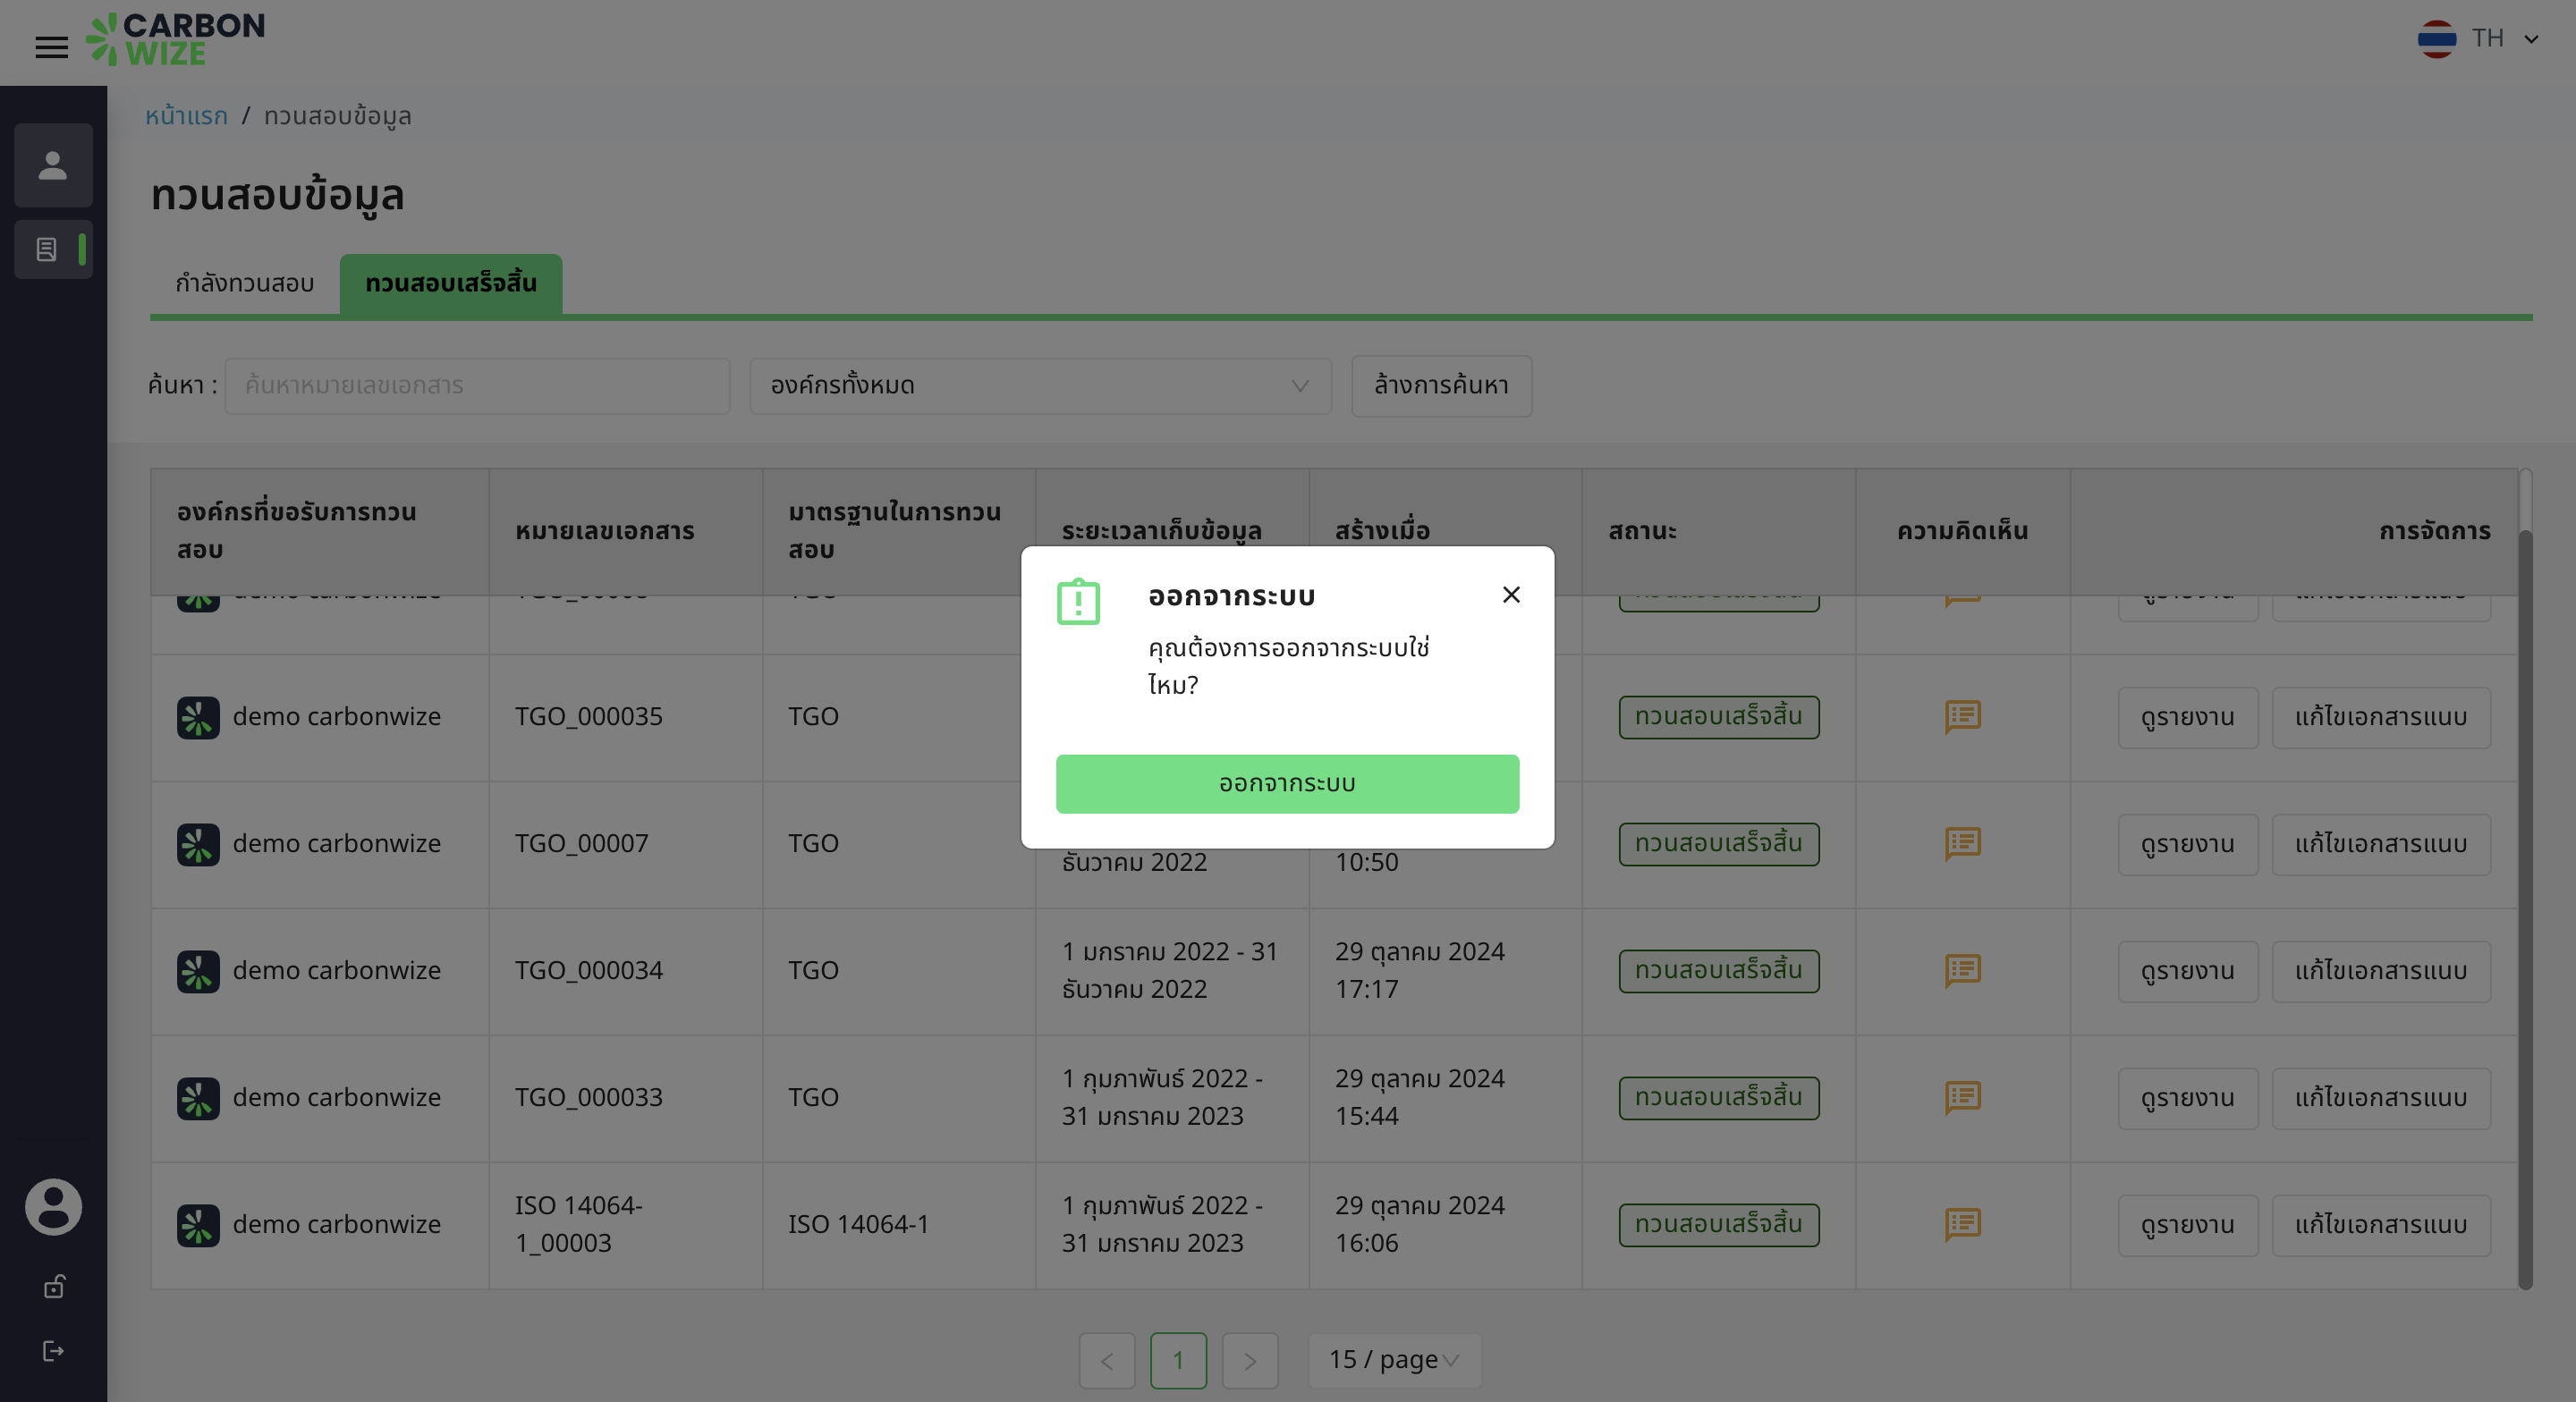 CARBON
WIZE
TH
หน้าแรก / ทวนสอบข้อมูล
ทวนสอบข้อมูล
กำลังทวนสอบ
ทวนสอบเสร็จสิ้น
ค้นหา :
ค้นหาหมายเลขเอกสาร
องค์กรทั้งหมด
ล้างการค้นหา
องค์กรที่ขอรับการทวน
สอบ
หมายเลขเอกสาร
มาตรฐานในการทวน
สอบ
ระยะเวลาเก็บข้อมูล
สร้างเมื่อ
สถานะ
ความคิดเห็น
การจัดการ
ออกจากระบบ
คุณต้องการออกจากระบบใช่
ไหม?
ออกจากระบบ
demo carbonwize
TGO_000035
TGO
ทวนสอบเสร็จสิ้น
ดูรายงาน
แก้ไขเอกสารแนบ
demo carbonwize
TGO_00007
TGO
ธันวาคม 2022
10:50
ทวนสอบเสร็จสิ้น
ดูรายงาน
แก้ไขเอกสารแนบ
demo carbonwize
TGO_000034
TGO
1 มกราคม 2022 - 31
ธันวาคม 2022
29 ตุลาคม 2024
17:17
ทวนสอบเสร็จสิ้น
ดูรายงาน
แก้ไขเอกสารแนบ
demo carbonwize
TGO_000033
TGO
1 กุมภาพันธ์ 2022 -
31 มกราคม 2023
29 ตุลาคม 2024
15:44
ทวนสอบเสร็จสิ้น
ดูรายงาน
แก้ไขเอกสารแนบ
demo carbonwize
ISO 14064-
1_00003
ISO 14064-1
1 กุมภาพันธ์ 2022 -
31 มกราคม 2023
29 ตุลาคม 2024
16:06
ทวนสอบเสร็จสิ้น
ดูรายงาน
แก้ไขเอกสารแนบ
1
15 / page